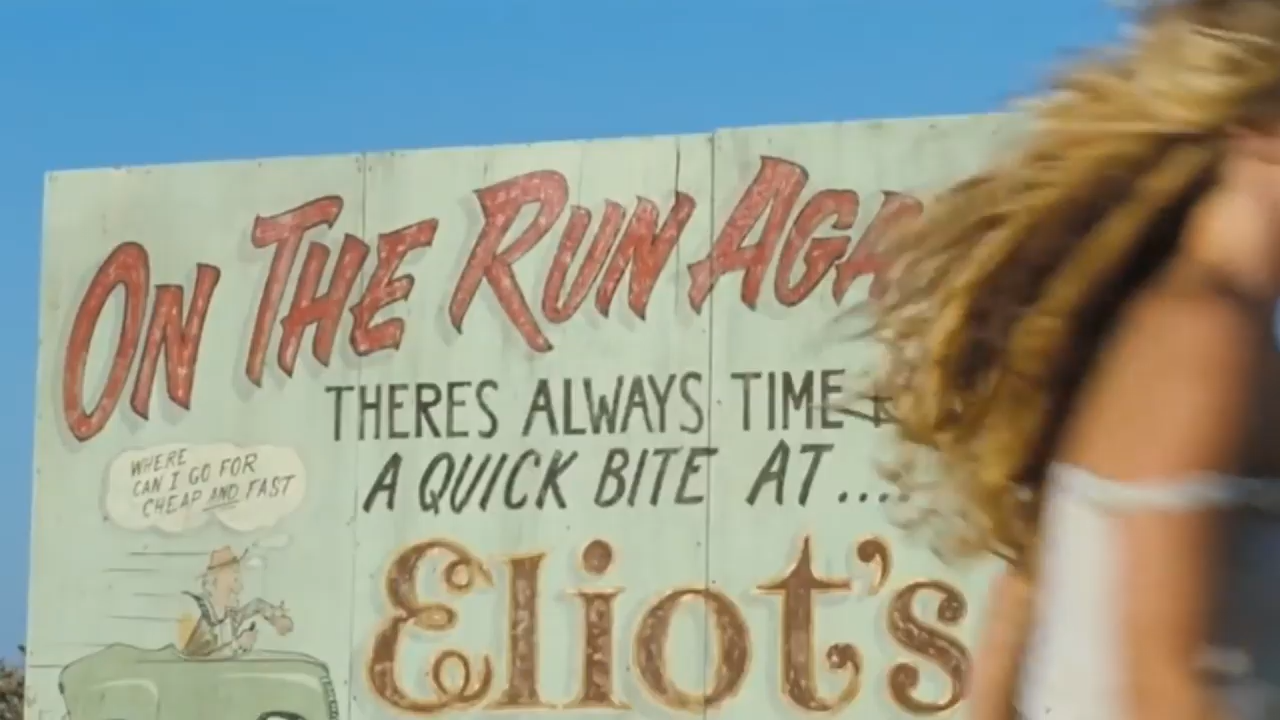 ON THE RUN
THERES ALWAYS TIME
A QUICK BITE AT....
WHERE
CAN I GO FOR
CHEAP AND FAST
Eliot's